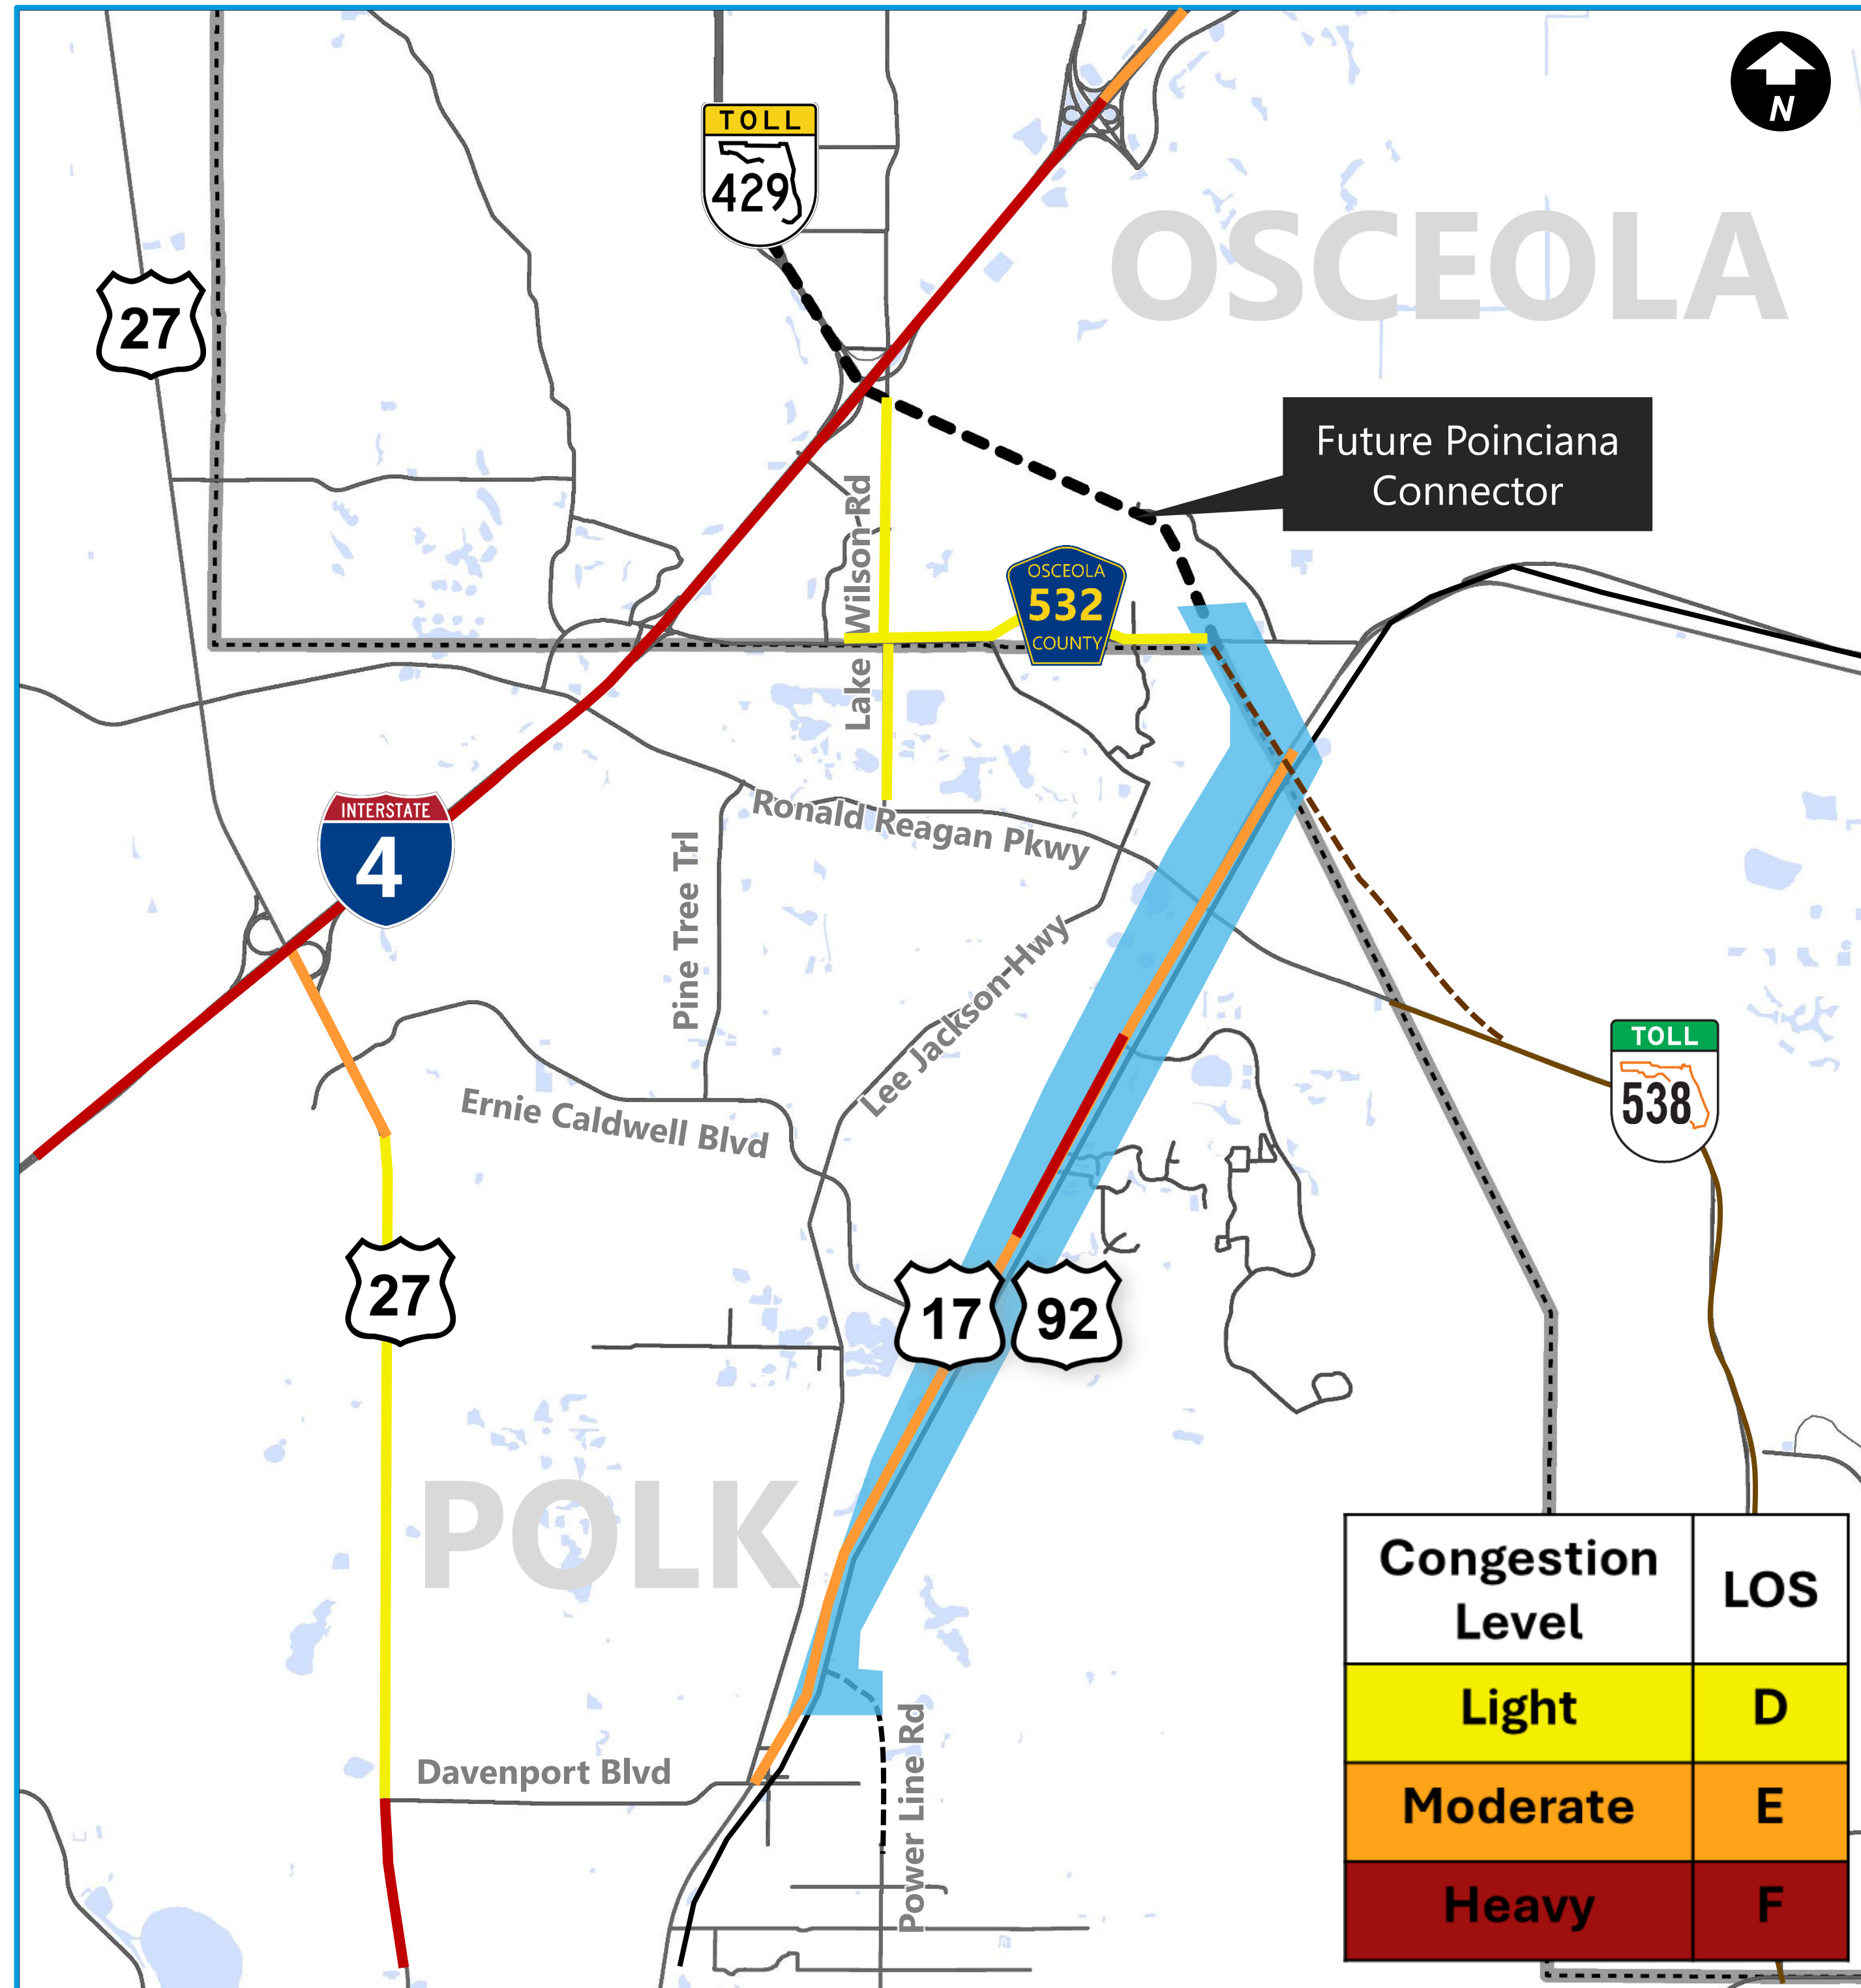 N
TOLL
429
OSCEOLA
27
Future Poinciana
Connector
Lake Wilson Rd
OSCEOLA
532
COUNTY
INTERSTATE
4
Ronald Reagan Pkwy
Pine Tree Trl
Lee Jackson Hwy
TOLL
538
Ernie Caldwell Blvd
27
17
92
POLK
Davenport Blvd
Power Line Rd
Congestion
Level
LOS
Light
D
Moderate
E
Heavy
F